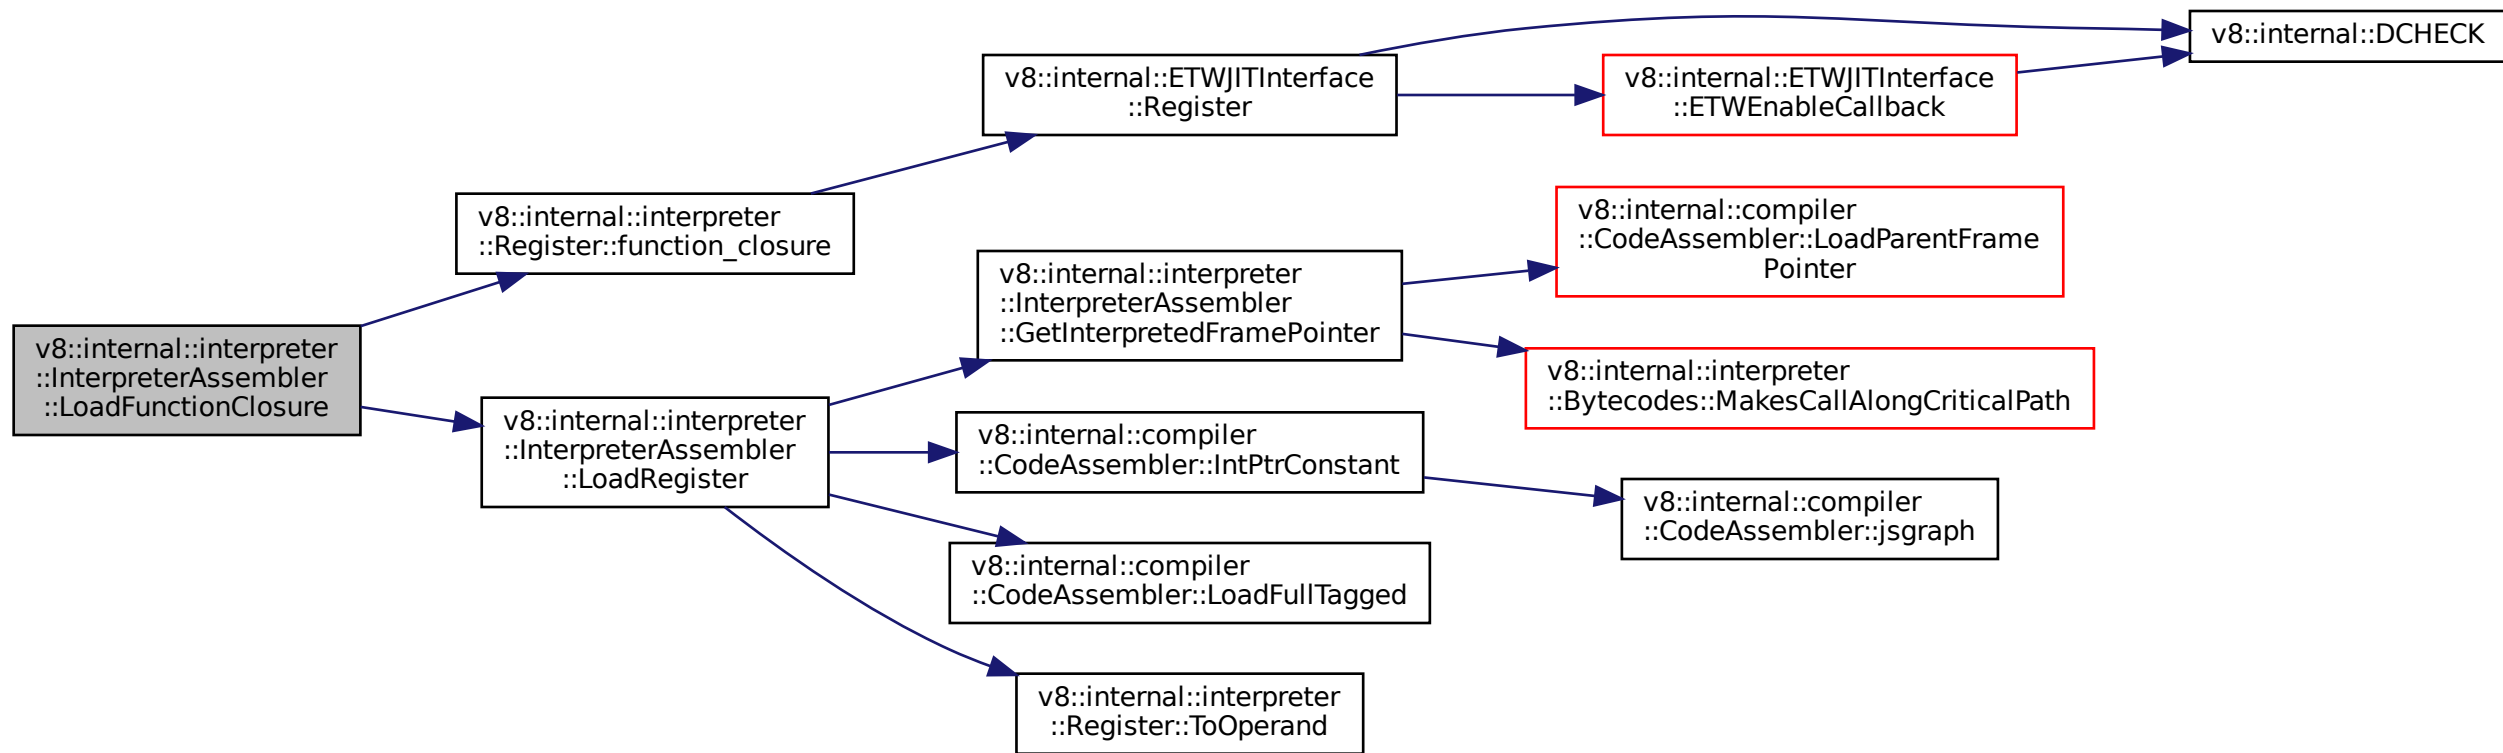 v8::internal::interpreter
::InterpreterAssembler
::LoadFunctionClosure
v8::internal::interpreter
::Register::function_closure
v8::internal::ETWJITInterface
::Register
v8::internal::ETWJITInterface
::ETWEnableCallback
v8::internal::DCHECK
v8::internal::interpreter
::InterpreterAssembler
::LoadRegister
v8::internal::interpreter
::InterpreterAssembler
::GetInterpretedFramePointer
v8::internal::compiler
::CodeAssembler::LoadParentFrame
Pointer
v8::internal::interpreter
::Bytecodes::MakesCallAlongCriticalPath
v8::internal::compiler
::CodeAssembler::IntPtrConstant
v8::internal::compiler
::CodeAssembler::jsgraph
v8::internal::compiler
::CodeAssembler::LoadFullTagged
v8::internal::interpreter
::Register::ToOperand